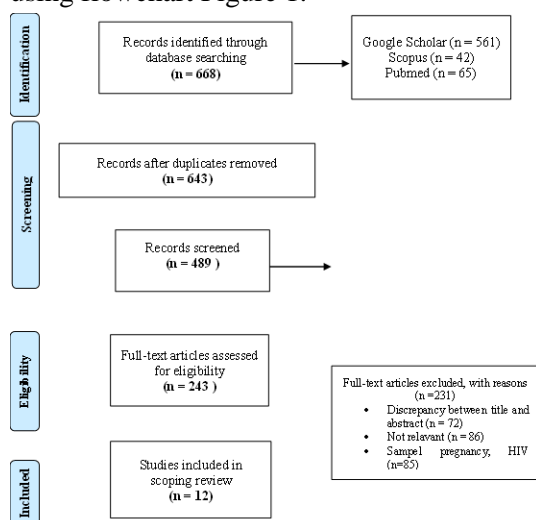 using flowchart Figure 1.
Identification
Records identified through
database searching
(n = 668)
Google Scholar (n = 561)
Scopus (n = 42)
Pubmed (n = 65)
Screening
Records after duplicates removed
(n = 643)
Records screened
(n = 489 )
Eligibility
Full-text articles assessed
for eligibility
(n = 243 )
Full-text articles excluded, with reasons
(n =231)
• Discrepancy between title and
abstract (n = 72)
• Not relavant (n = 86)
• Sampel pregnancy, HIV
(n=85)
Included
Studies included in
scoping review
(n = 12)